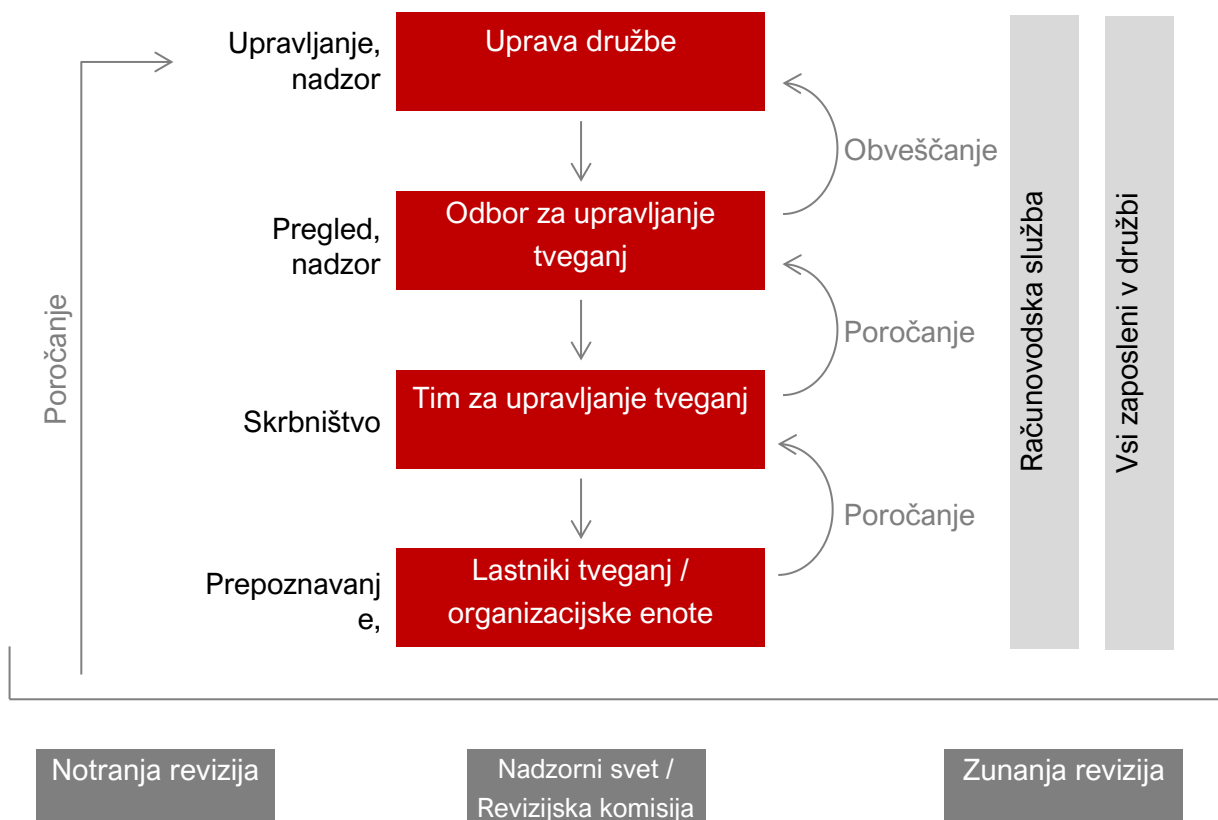 Upravljanje,
nadzor
Uprava družbe
Obveščanje
Pregled,
nadzor
Odbor za upravljanje
tveganj
Poročanje
Poročanje
Skrbništvo
Tim za upravljanje tveganj
Poročanje
Prepoznavanj
e,
Lastniki tveganj /
organizacijske enote
Računovodska služba
Vsi zaposleni v družbi
Notranja revizija
Nadzorni svet /
Revizijska komisija
Zunanja revizija